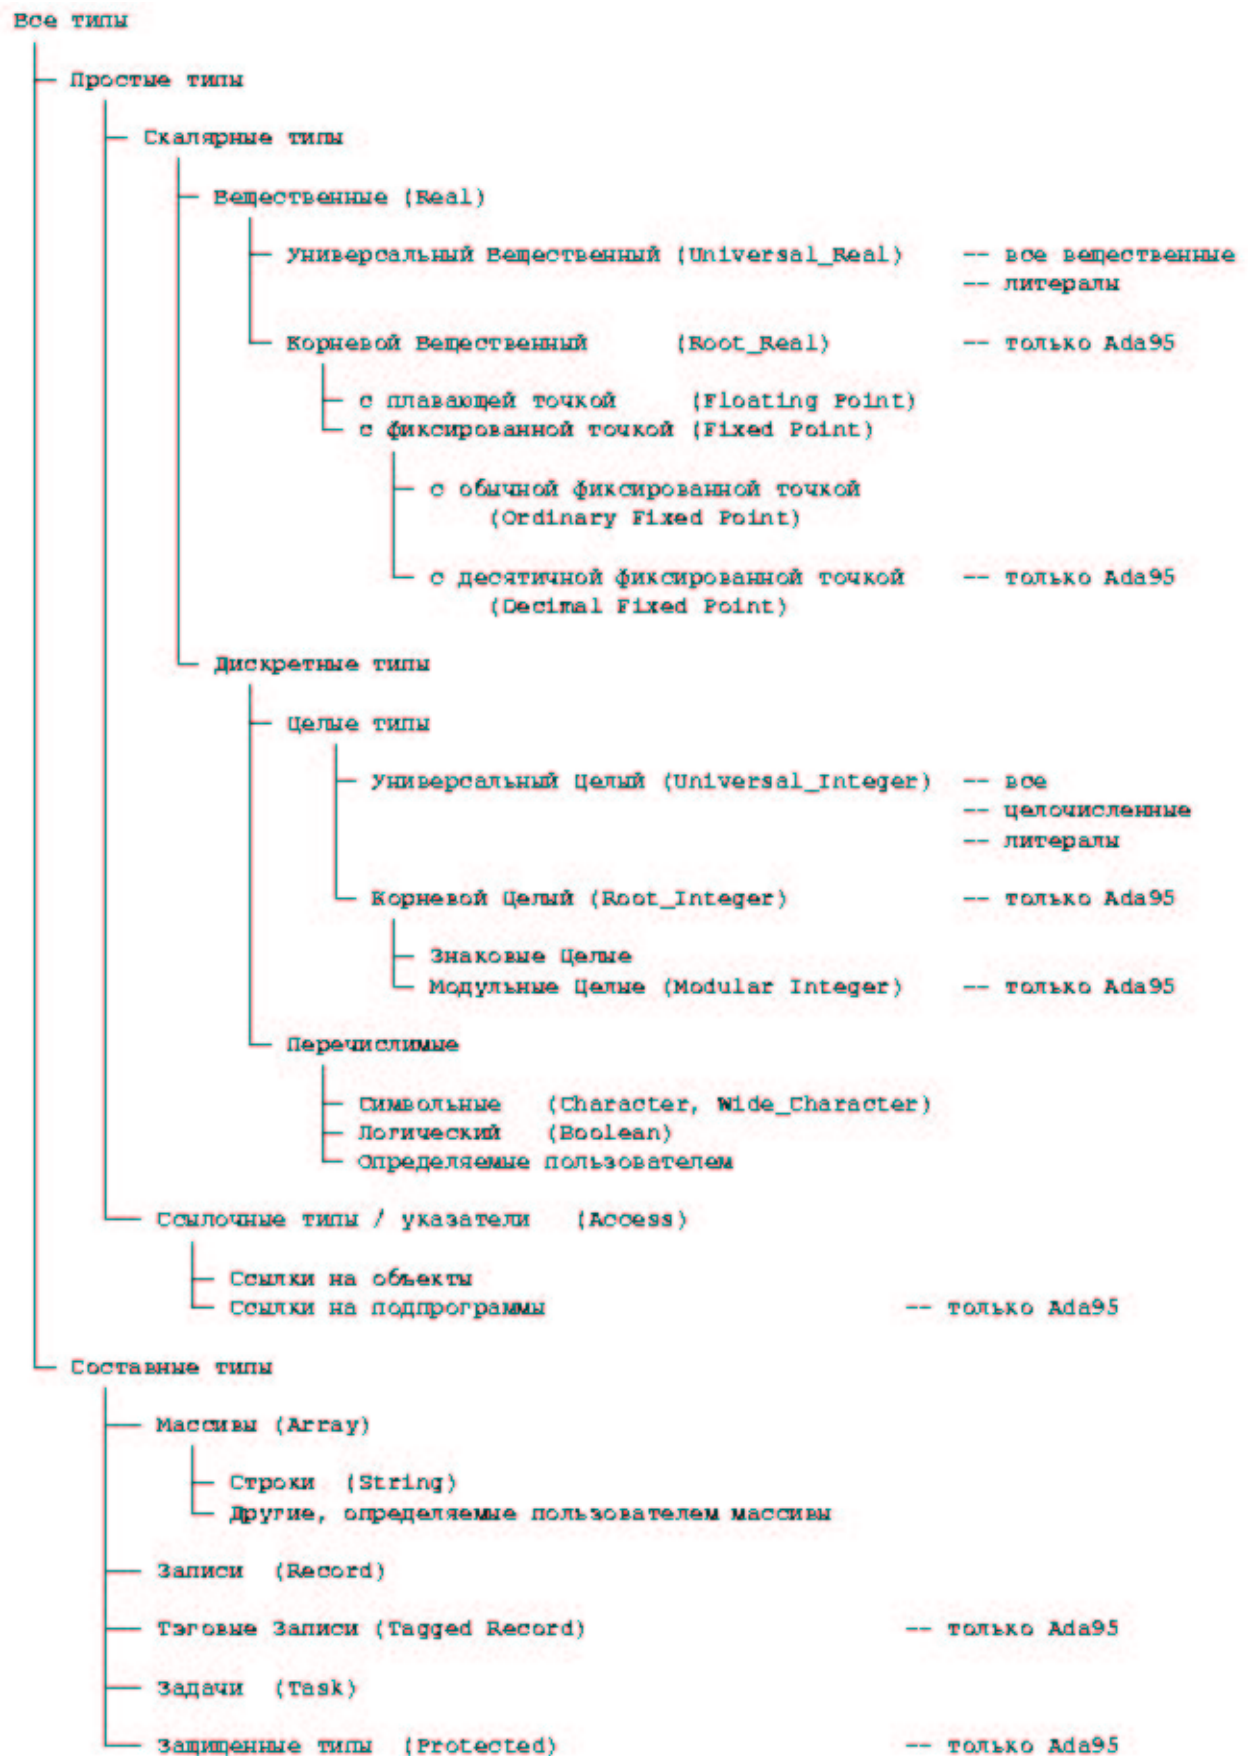 Все типы
Простые типы
Скалярные типы
Вещественные (Real)
Универсальный Вещественный (Universal_Real) -- все вещественные
-- литералы
Корневой Вещественный (Root_Real) -- только Ada95
с плавающей точкой (Floating Point)
с фиксированной точкой (Fixed Point)
с обычной фиксированной точкой
(Ordinary Fixed Point)
с десятичной фиксированной точкой -- только Ada95
(Decimal Fixed Point)
Дискретные типы
Целые типы
Универсальный Целый (Universal_Integer) -- все
-- целочисленные
-- литералы
Корневой Целый (Root_Integer) -- только Ada95
Знаковые Целые
Модульные Целые (Modular Integer) -- только Ada95
Перечислимые
Символьные (Character, Wide_Character)
Логический (Boolean)
Определяемые пользователем
Ссылочные типы / указатели (Access)
Ссылки на объекты
Ссылки на подпрограммы -- только Ada95
Составные типы
Массивы (Array)
Строки (String)
Другие, определяемые пользователем массивы
Записи (Record)
Тэговые Записи (Tagged Record) -- только Ada95
Задачи (Task)
Защищенные типы (Protected) -- только Ada95